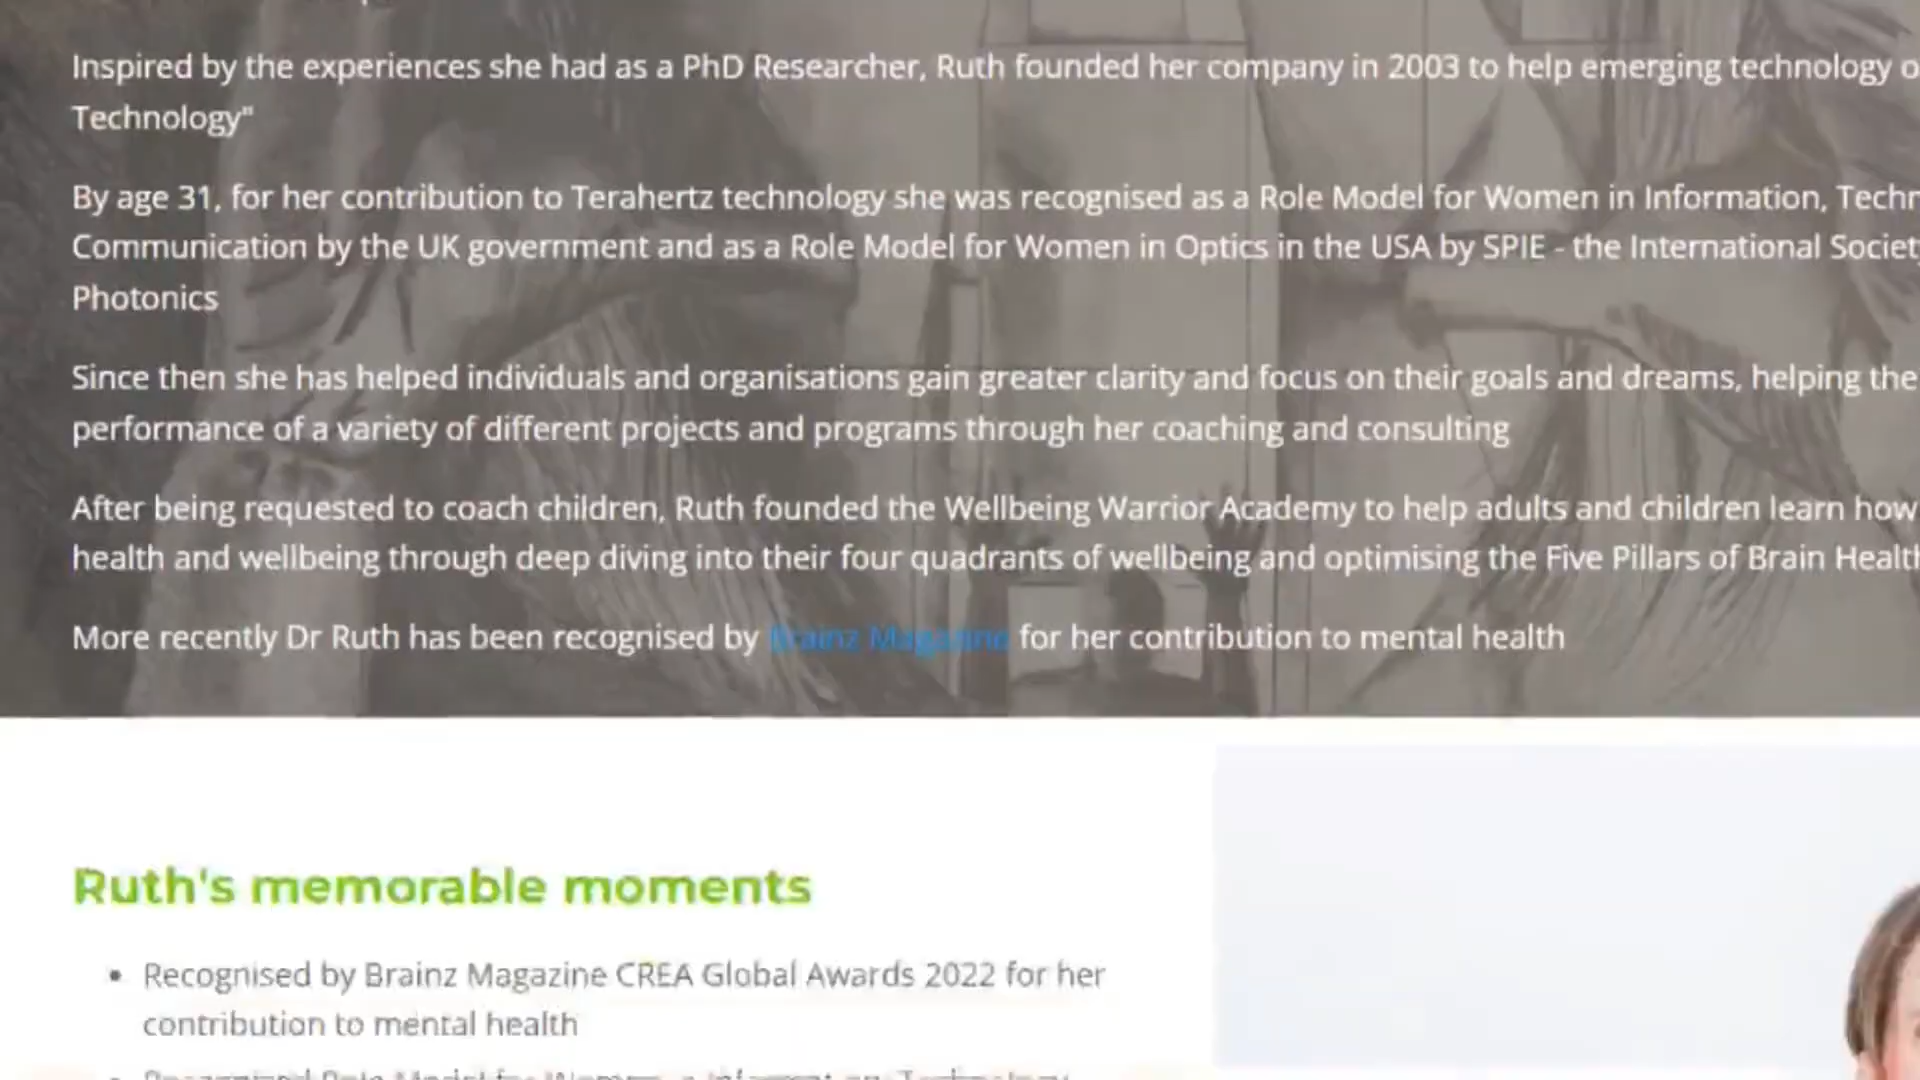 Inspired by the experiences she had as a PhD Researcher, Ruth founded her company in 2003 to help emerging technology
Technology"
By age 31, for her contribution to Terahertz technology she was recognised as a Role Model for Women in Information,
Communication by the UK government and as a Role Model for Women in Optics in the USA by SPIE - the International
Photonics
Since then she has helped individuals and organisations gain greater clarity and focus on their goals and dreams, helping
performance of a variety of different projects and programs through her coaching and consulting
After being requested to coach children, Ruth founded the Wellbeing Warrior Academy to help adults and children learn how
health and wellbeing through deep diving into their four quadrants of wellbeing and optimising the Five Pillars of Brain Health
More recently Dr Ruth has been recognised by Brainz Magazine for her contribution to mental health
Ruth's memorable moments
• Recognised by Brainz Magazine CREA Global Awards 2022 for her
contribution to mental health
Role Model for Women Technology